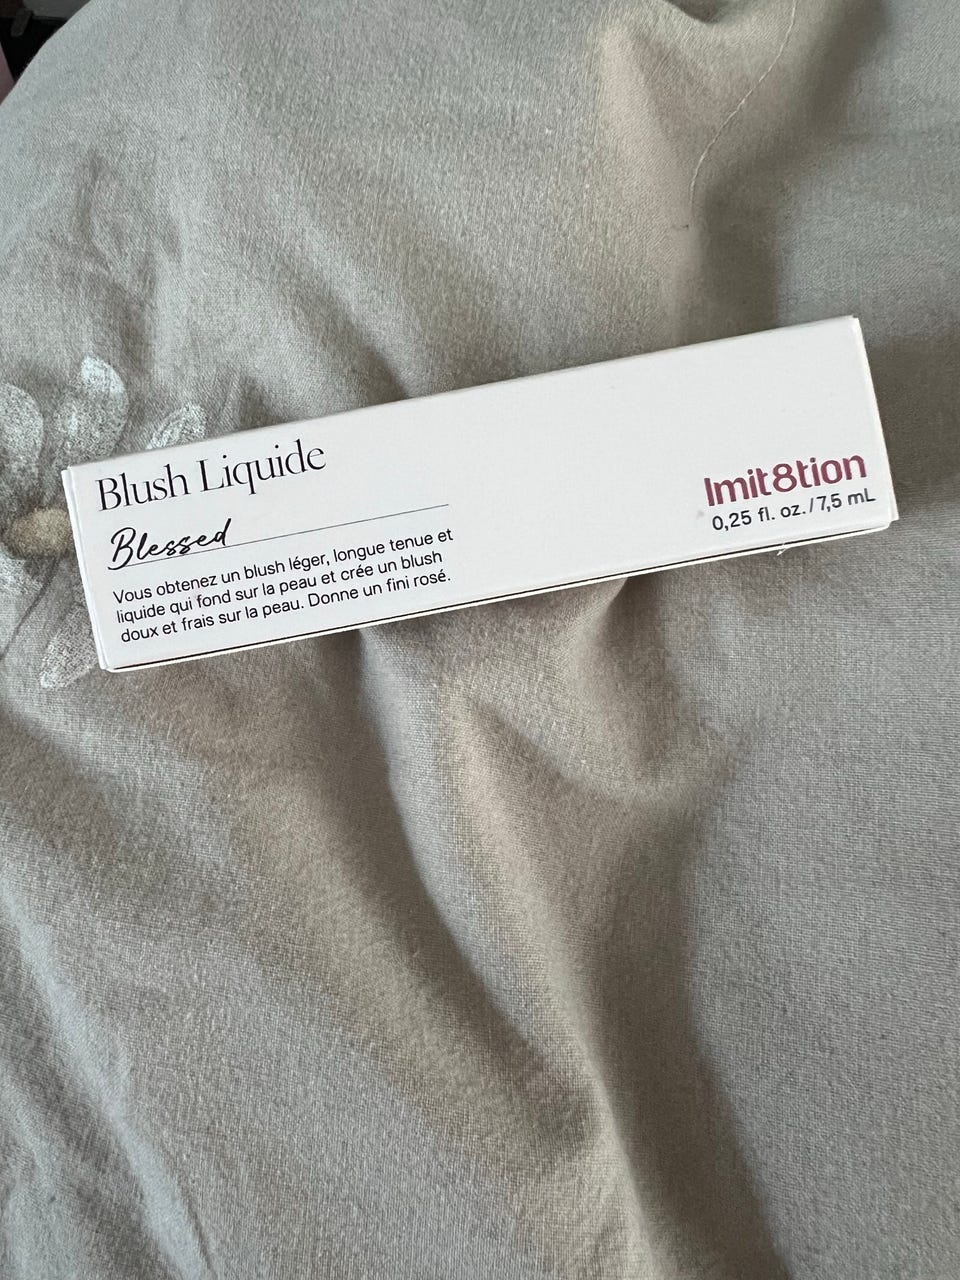 Blush Liquide
Blessed
Vous obtenez un blush léger, longue tenue et
liquide qui fond sur la peau et crée un blush
doux et frais sur la peau. Donne un fini rosé.
Imit8tion
0,25 fl. oz./7,5 mL